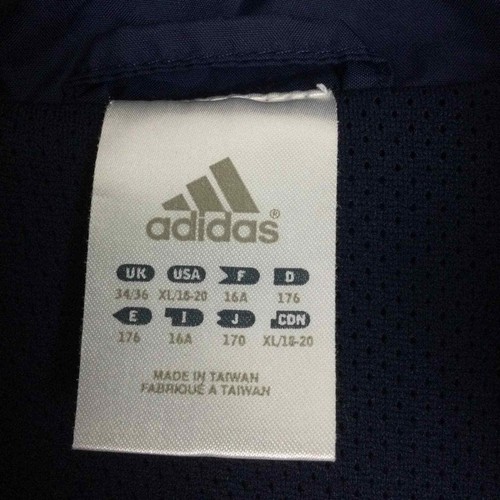 adidas®
UK USA F D
34/36 XL/18-20 16A 176
E I J CDN
176 16A 170 XL/18-20
MADE IN TAIWAN
FABRIQUÉ A TAIWAN